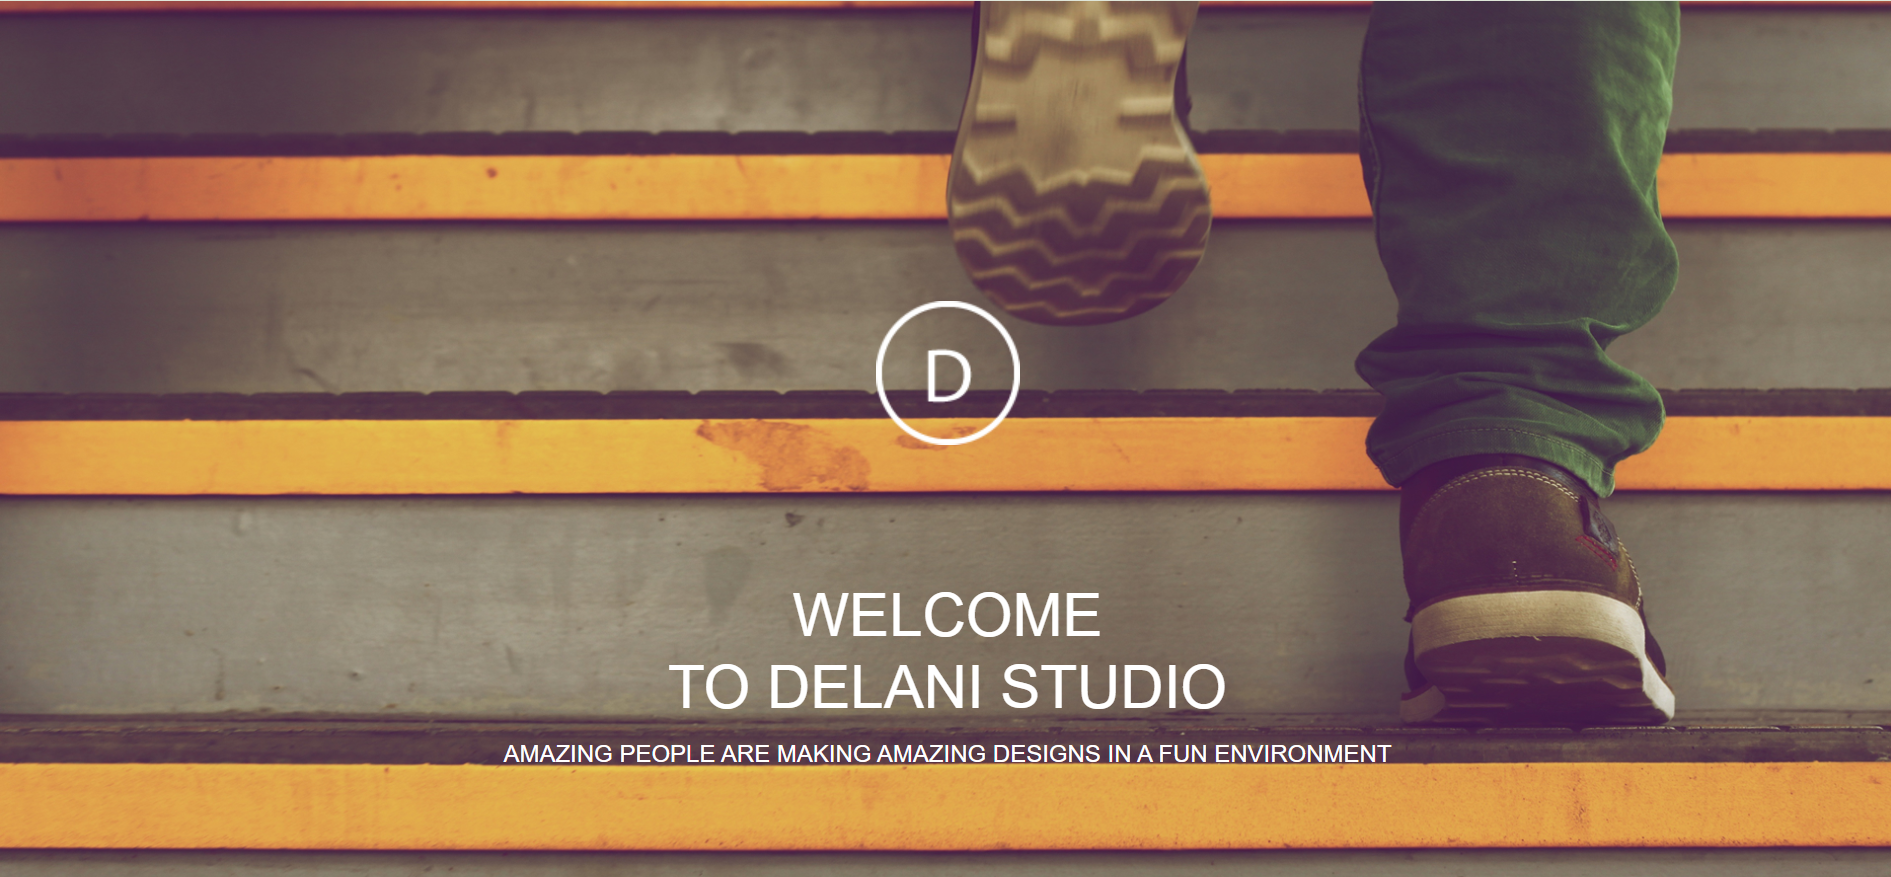 D
WELCOME
TO DELANI STUDIO
AMAZING PEOPLE ARE MAKING AMAZING DESIGNS IN A FUN ENVIRONMENT